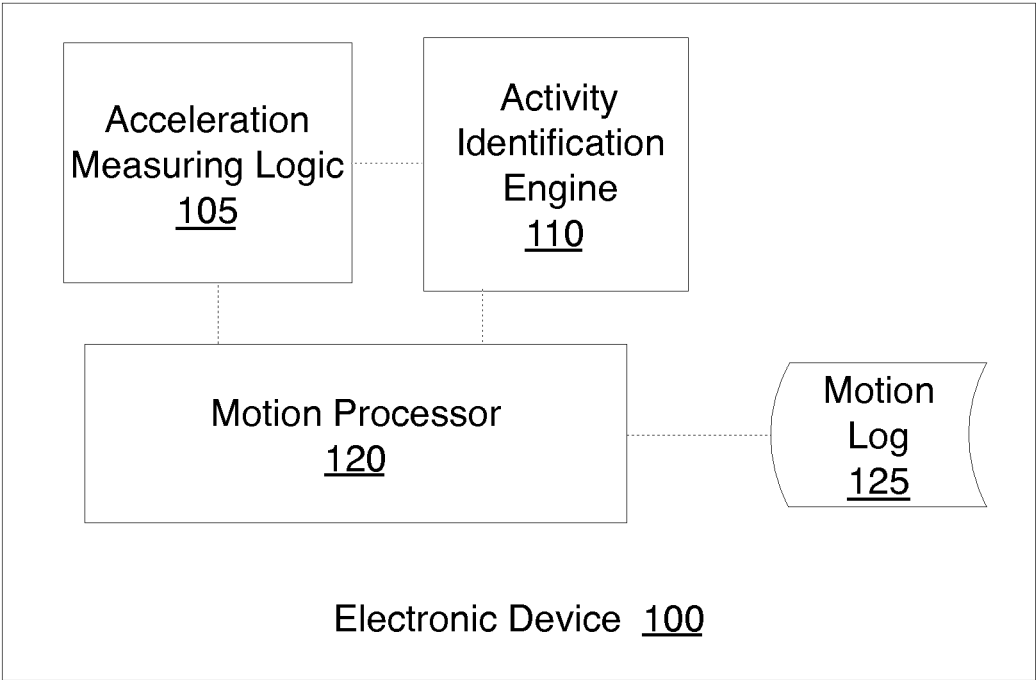 Acceleration
Measuring Logic
105
Activity
Identification
Engine
110
Motion Processor
120
Motion
Log
125
Electronic Device 100